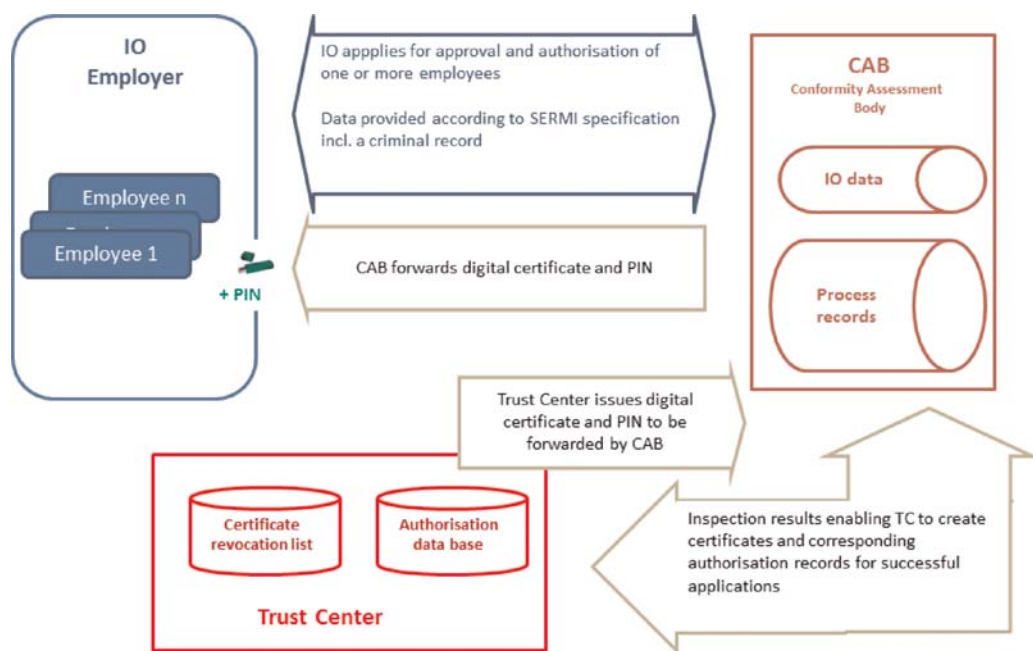 IO
Employer
Employee n
Employee 1
+ PIN
IO appplies for approval and authorisation of
one or more employees
Data provided according to SERMI specification
incl. a criminal record
CAB
Conformity Assessment
Body
IO data
Process
records
CAB forwards digital certificate and PIN
Trust Center issues digital
certificate and PIN to be
forwarded by CAB
Certificate
revocation list
Authorisation
data base
Trust Center
Inspection results enabling TC to create
certificates and corresponding
authorisation records for successful
applications